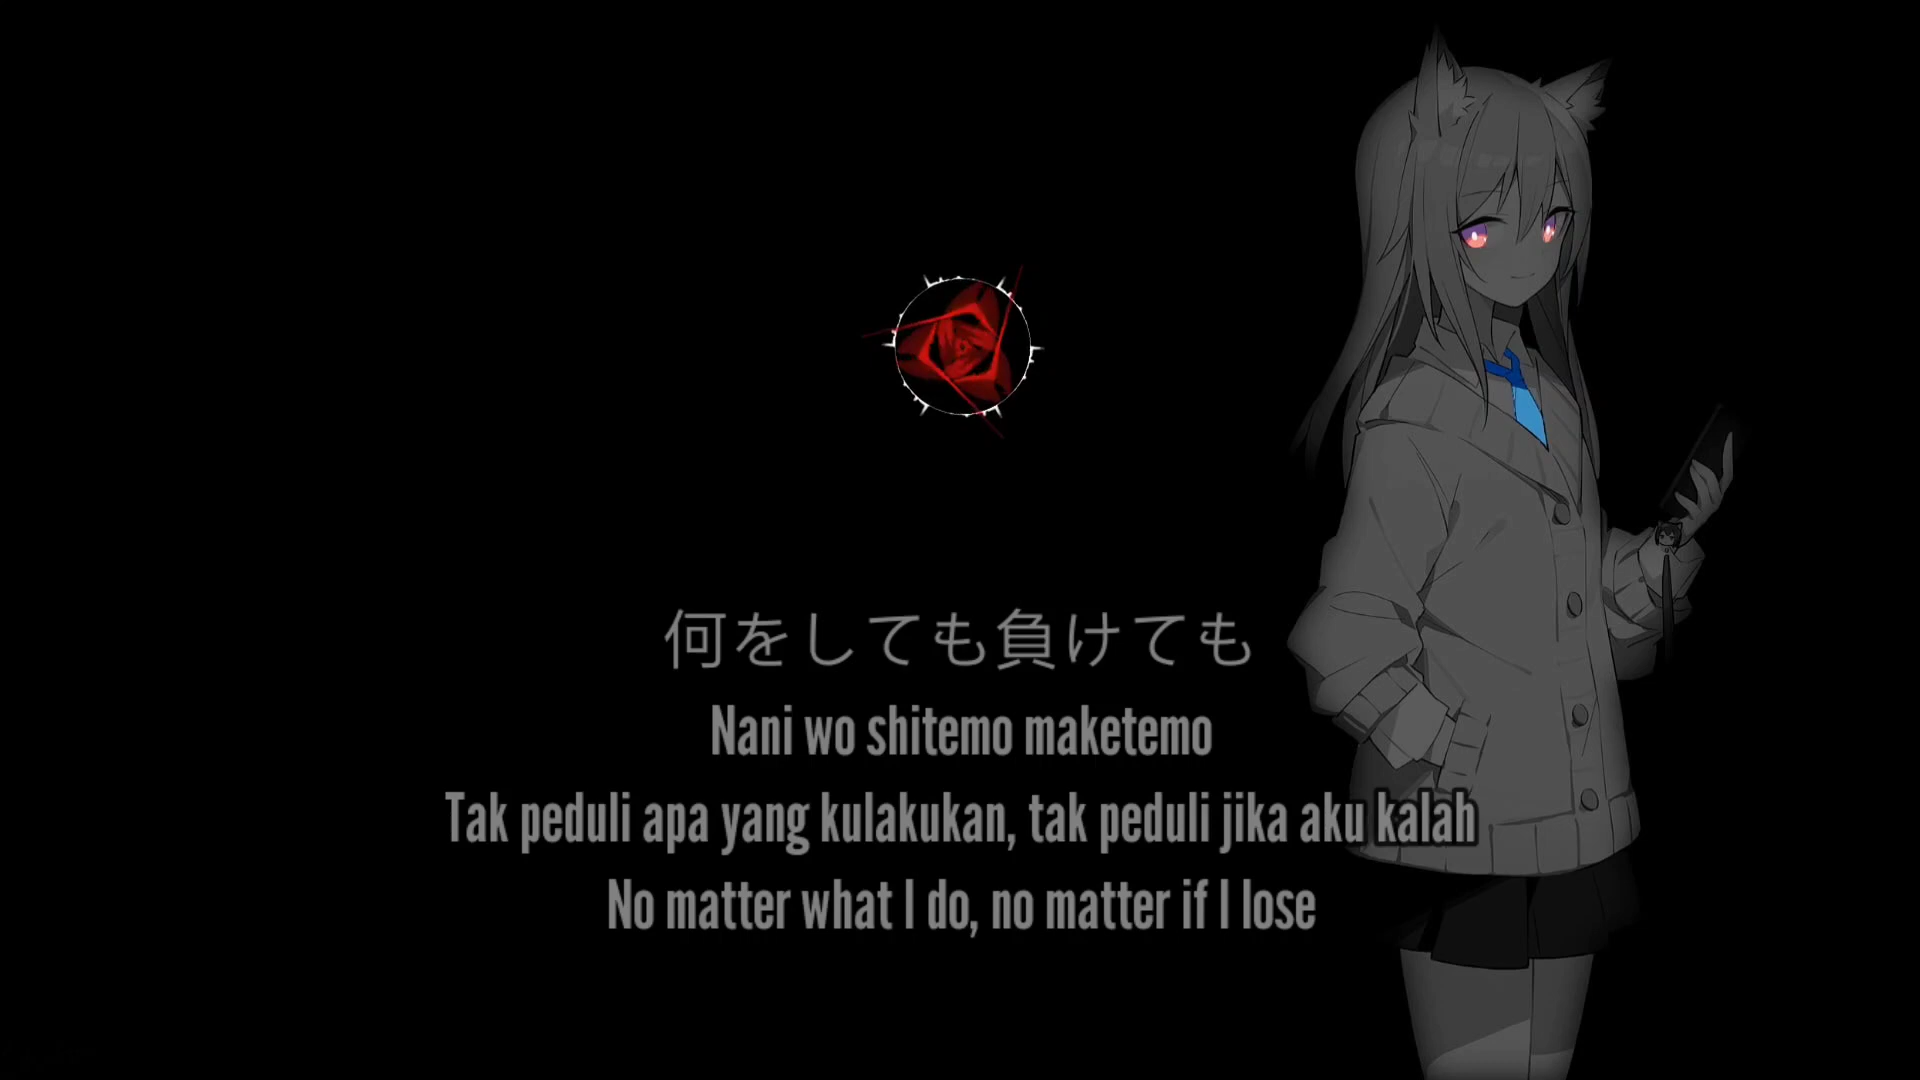 何をしても負けても
Nani wo shitemo maketemo
Tak peduli apa yang kulakukan, tak peduli jika aku kalah
No matter what I do, no matter if I lose